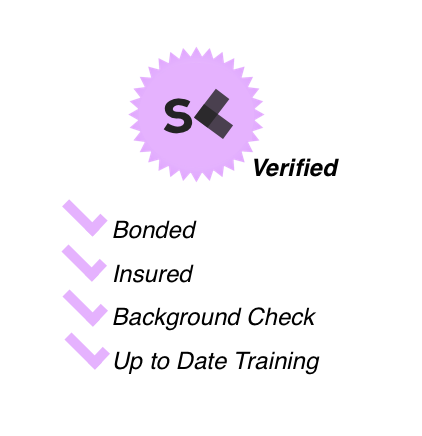 S
Verified
Bonded
Insured
Background Check
Up to Date Training